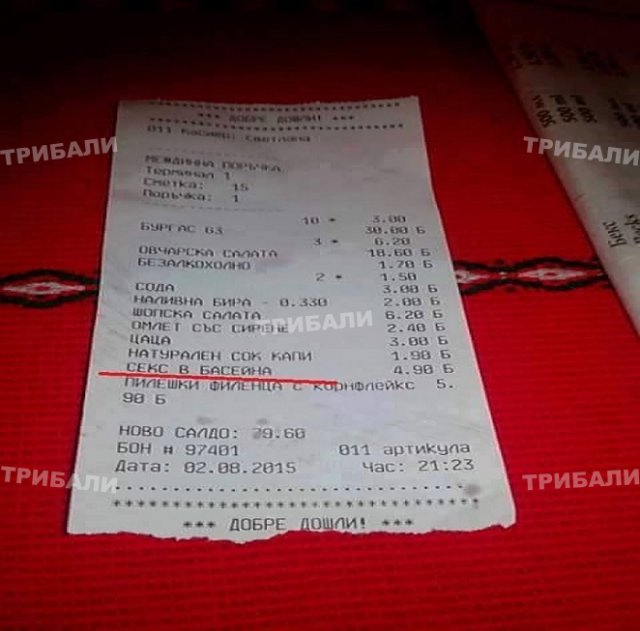 *** ДОБРЕ ДОШЛИ! ***
011 Касиер: Светлана
МЕЖДИННА ПОРЪЧКА
Терминал 1
Сметка: 15
Поръчка: 1
10 * 3.00
БУРГАС 63 30.00 Б
3 * 6.20
ОВЧАРСКА САЛАТА 18.60 Б
БЕЗАЛКОХОЛНО 1.70 Б
2 * 1.50
СОДА 3.00 Б
НАЛИВНА БИРА - 0.330 2.00 Б
ШОПСКА САЛАТА 6.20 Б
ОМЛЕТ СЪС СИРЕНЕ 2.40 Б
ЦАЦА 3.00 Б
НАТУРАЛЕН СОК КАПИ 1.90 Б
СЕКС В БАСЕЙНА 4.90 Б
ПИЛЕШКИ ФИЛЕНЦА С КОРНФЛЕЙКС 5.
90 Б
НОВО САЛДО: 79.60
БОН # 97401 011 артикула
Дата: 02.08.2015 Час: 21:23
*** ДОБРЕ ДОШЛИ! ***
ТРИБАЛИ
ТРИБАЛИ
ТРИБАЛИ
ТРИБАЛИ
ТРИБАЛИ